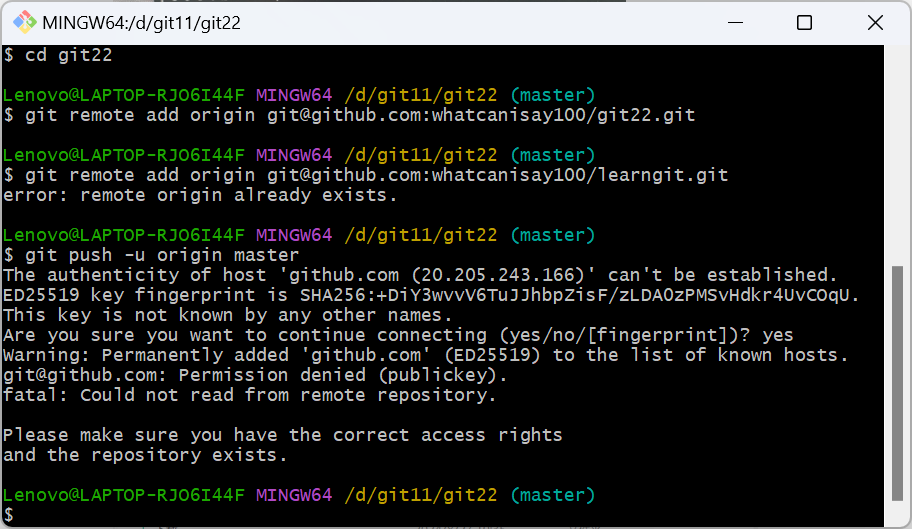 MINGW64:/d/git11/git22
$ cd git22
Lenovo@LAPTOP-RJO6I44F MINGW64 /d/git11/git22 (master)
$ git remote add origin git@github.com:whatcanisay100/git22.git
Lenovo@LAPTOP-RJO6I44F MINGW64 /d/git11/git22 (master)
$ git remote add origin git@github.com:whatcanisay100/learngit.git
error: remote origin already exists.
Lenovo@LAPTOP-RJO6I44F MINGW64 /d/git11/git22 (master)
$ git push -u origin master
The authenticity of host 'github.com (20.205.243.166)' can't be established.
ED25519 key fingerprint is SHA256:+DiY3wvvV6TuJJhbpZisF/zLDA0zPMSvHdkr4UvCOqU.
This key is not known by any other names.
Are you sure you want to continue connecting (yes/no/[fingerprint])? yes
Warning: Permanently added 'github.com' (ED25519) to the list of known hosts.
git@github.com: Permission denied (publickey).
fatal: Could not read from remote repository.
Please make sure you have the correct access rights
and the repository exists.
Lenovo@LAPTOP-RJO6I44F MINGW64 /d/git11/git22 (master)
$